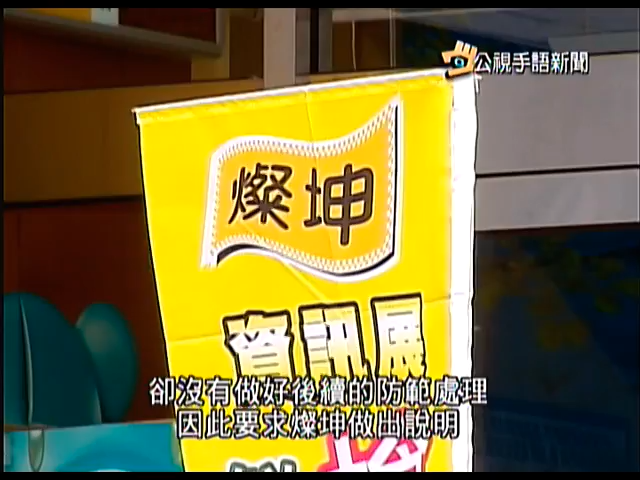 公視手語新聞
燦坤
資訊展
卻沒有做好後續的防範處理
因此要求燦坤做出說明